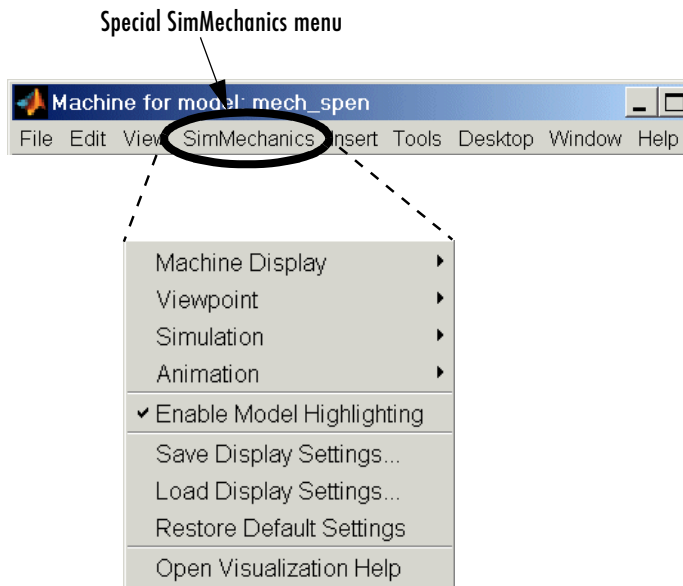 Special SimMechanics menu
Machine for model: mech_spen
File Edit View SimMechanics Insert Tools Desktop Window Help
Machine Display
Viewpoint
Simulation
Animation
Enable Model Highlighting
Save Display Settings...
Load Display Settings...
Restore Default Settings
Open Visualization Help